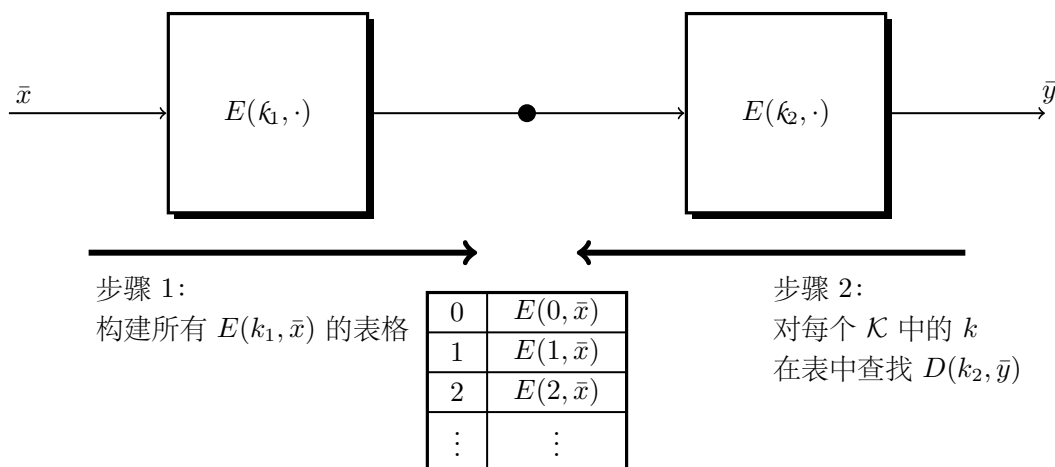 x̄
E(k₁, ·)
E(k₂, ·)
ȳ
步骤 1:
构建所有 E(k₁, x̄) 的表格
0 E(0, x̄)
1 E(1, x̄)
2 E(2, x̄)
⋮ ⋮
步骤 2:
对每个 𝒦 中的 k
在表中查找 D(k₂, ȳ)